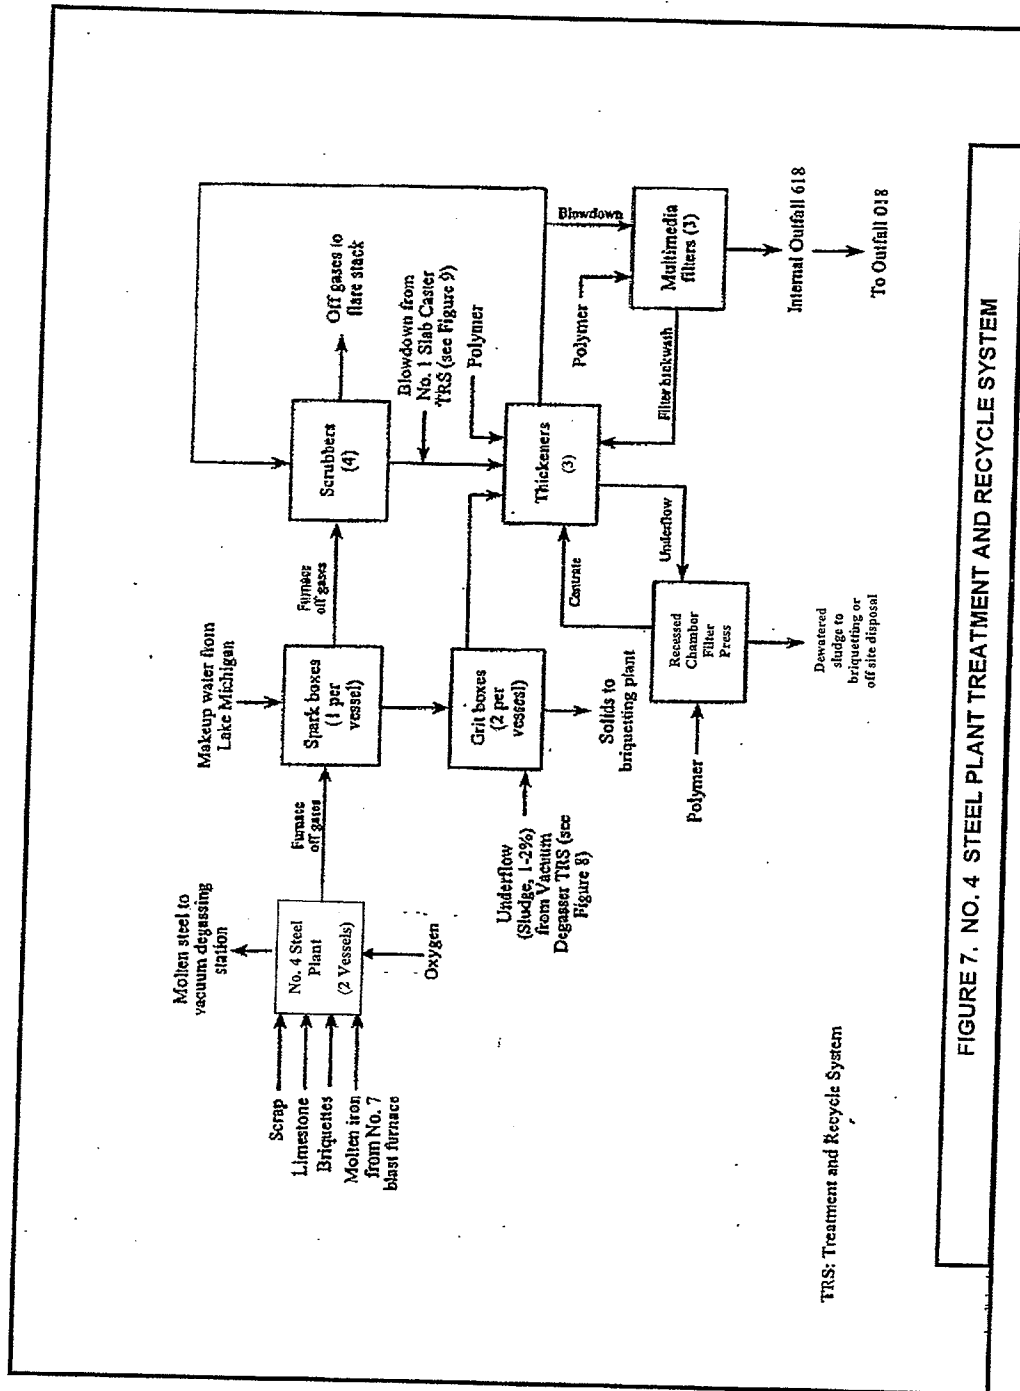 Molten steel to
vacuum degassing
station
Scrap
Limestone
Briquettes
Molten iron
from No. 7
blast furnace
No. 4 Steel
Plant
(2 Vessels)
Oxygen
Furnace
off gases
Makeup water from
Lake Michigan
Spark boxes
(1 per
vessel)
Furnace
off gases
Scrubbers
(4)
Off gases to
flare stack
Blowdown from
No. 1 Slab Caster
TRS (see Figure 9)
Polymer
Underflow
(Sludge, 1-2%)
from Vacuum
Degasser TRS (see
Figure 8)
Grit boxes
(2 per
vessel)
Solids to
briquetting plant
Thickeners
(3)
Centrate
Underflow
Polymer
Recessed
Chamber
Filter
Press
Dewatered
sludge to
briquetting or
off site disposal
Blowdown
Polymer
Multimedia
filters (3)
Filter backwash
Internal Outfall 618
To Outfall 018
TRS: Treatment and Recycle System
FIGURE 7. NO. 4 STEEL PLANT TREATMENT AND RECYCLE SYSTEM